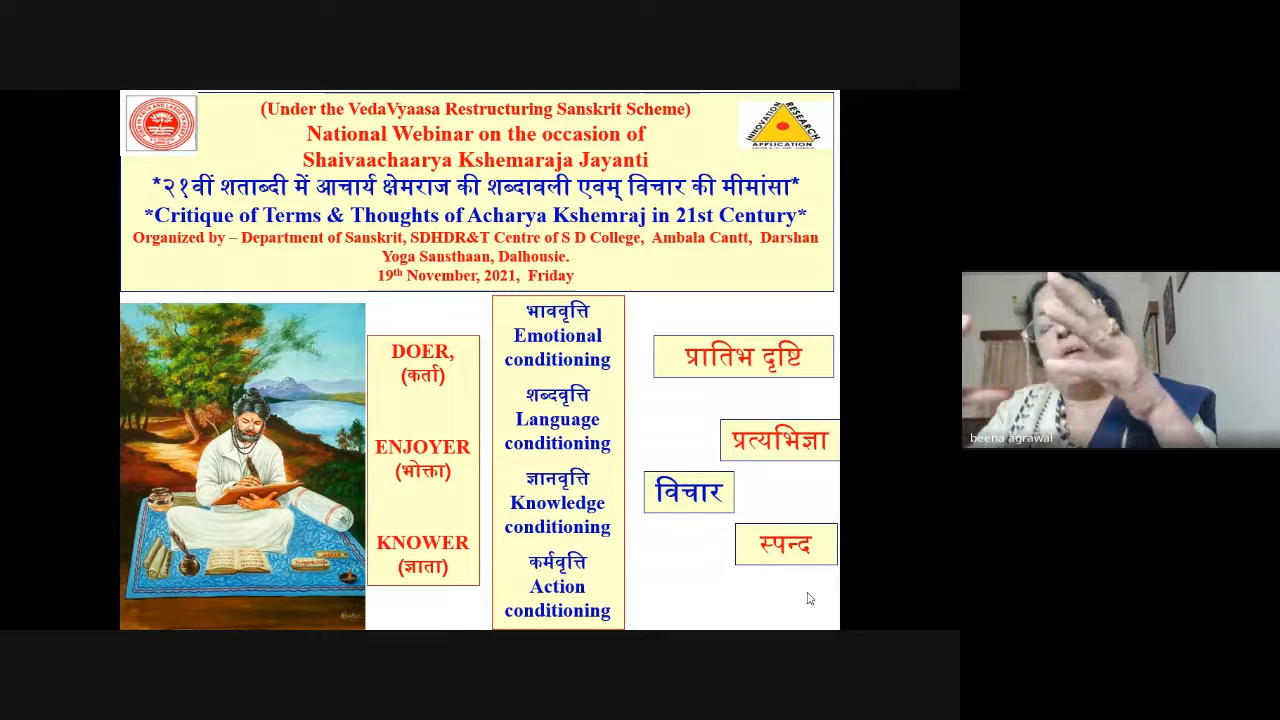 (Under the VedaVyaasa Restructuring Sanskrit Scheme)
National Webinar on the occasion of
Shaivaachaarya Kshemaraja Jayanti
*२१वीं शताब्दी में आचार्य क्षेमराज की शब्दावली एवम् विचार की मीमांसा*
*Critique of Terms & Thoughts of Acharya Kshemraj in 21st Century*
Organized by – Department of Sanskrit, SDHDR&T Centre of S D College, Ambala Cantt, Darshan
Yoga Sansthaan, Dalhousie.
19th November, 2021, Friday
INNOVATION
RESEARCH
APPLICATION
DOER,
(कर्ता)
ENJOYER
(भोक्ता)
KNOWER
(ज्ञाता)
भाववृत्ति
Emotional
conditioning
शब्दवृत्ति
Language
conditioning
ज्ञानवृत्ति
Knowledge
conditioning
कर्मवृत्ति
Action
conditioning
प्रातिभ दृष्टि
प्रत्यभिज्ञा
विचार
स्पन्द
beena agrawal